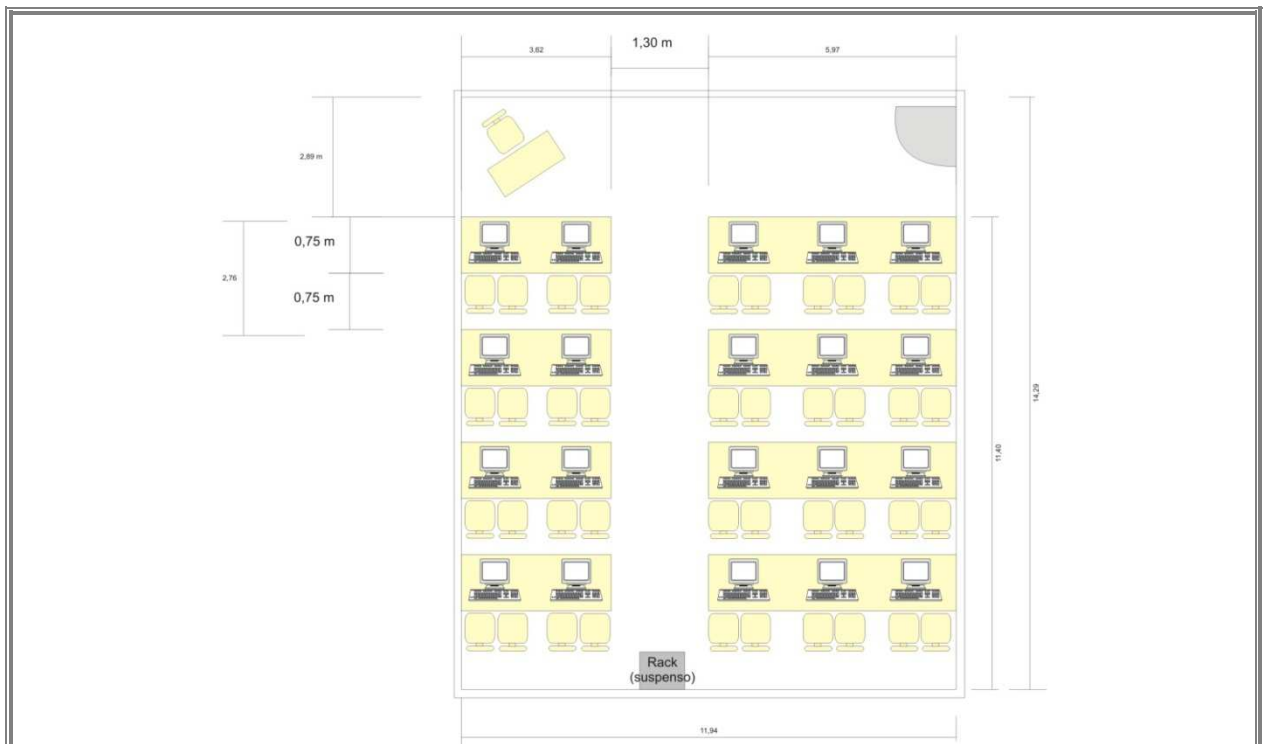 3,62
1,30 m
5,97
2,89 m
0,75 m
2,76
0,75 m
14,29
11,40
Rack
(suspenso)
11,94